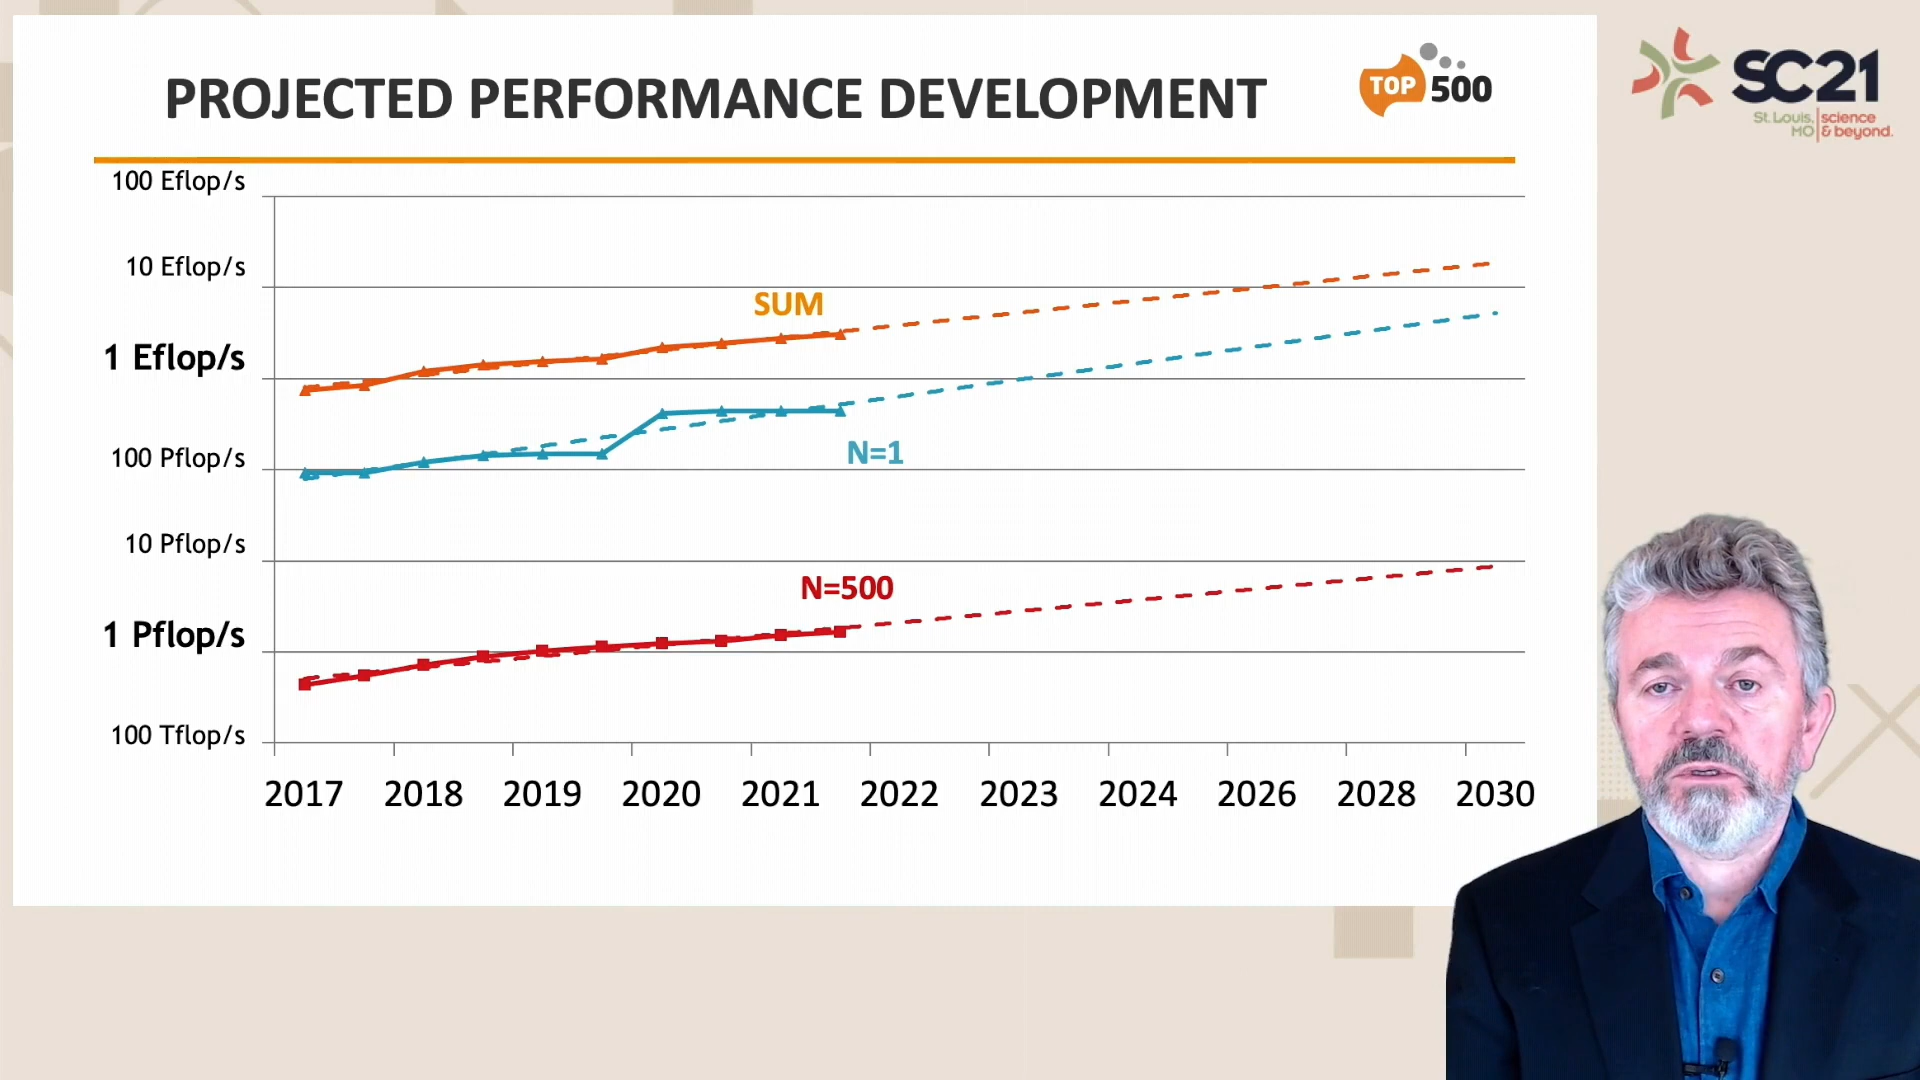 PROJECTED PERFORMANCE DEVELOPMENT
TOP 500
SC21
St. Louis, MO | science & beyond.
100 Eflop/s
10 Eflop/s
1 Eflop/s
100 Pflop/s
10 Pflop/s
1 Pflop/s
100 Tflop/s
SUM
N=1
N=500
2017 2018 2019 2020 2021 2022 2023 2024 2026 2028 2030